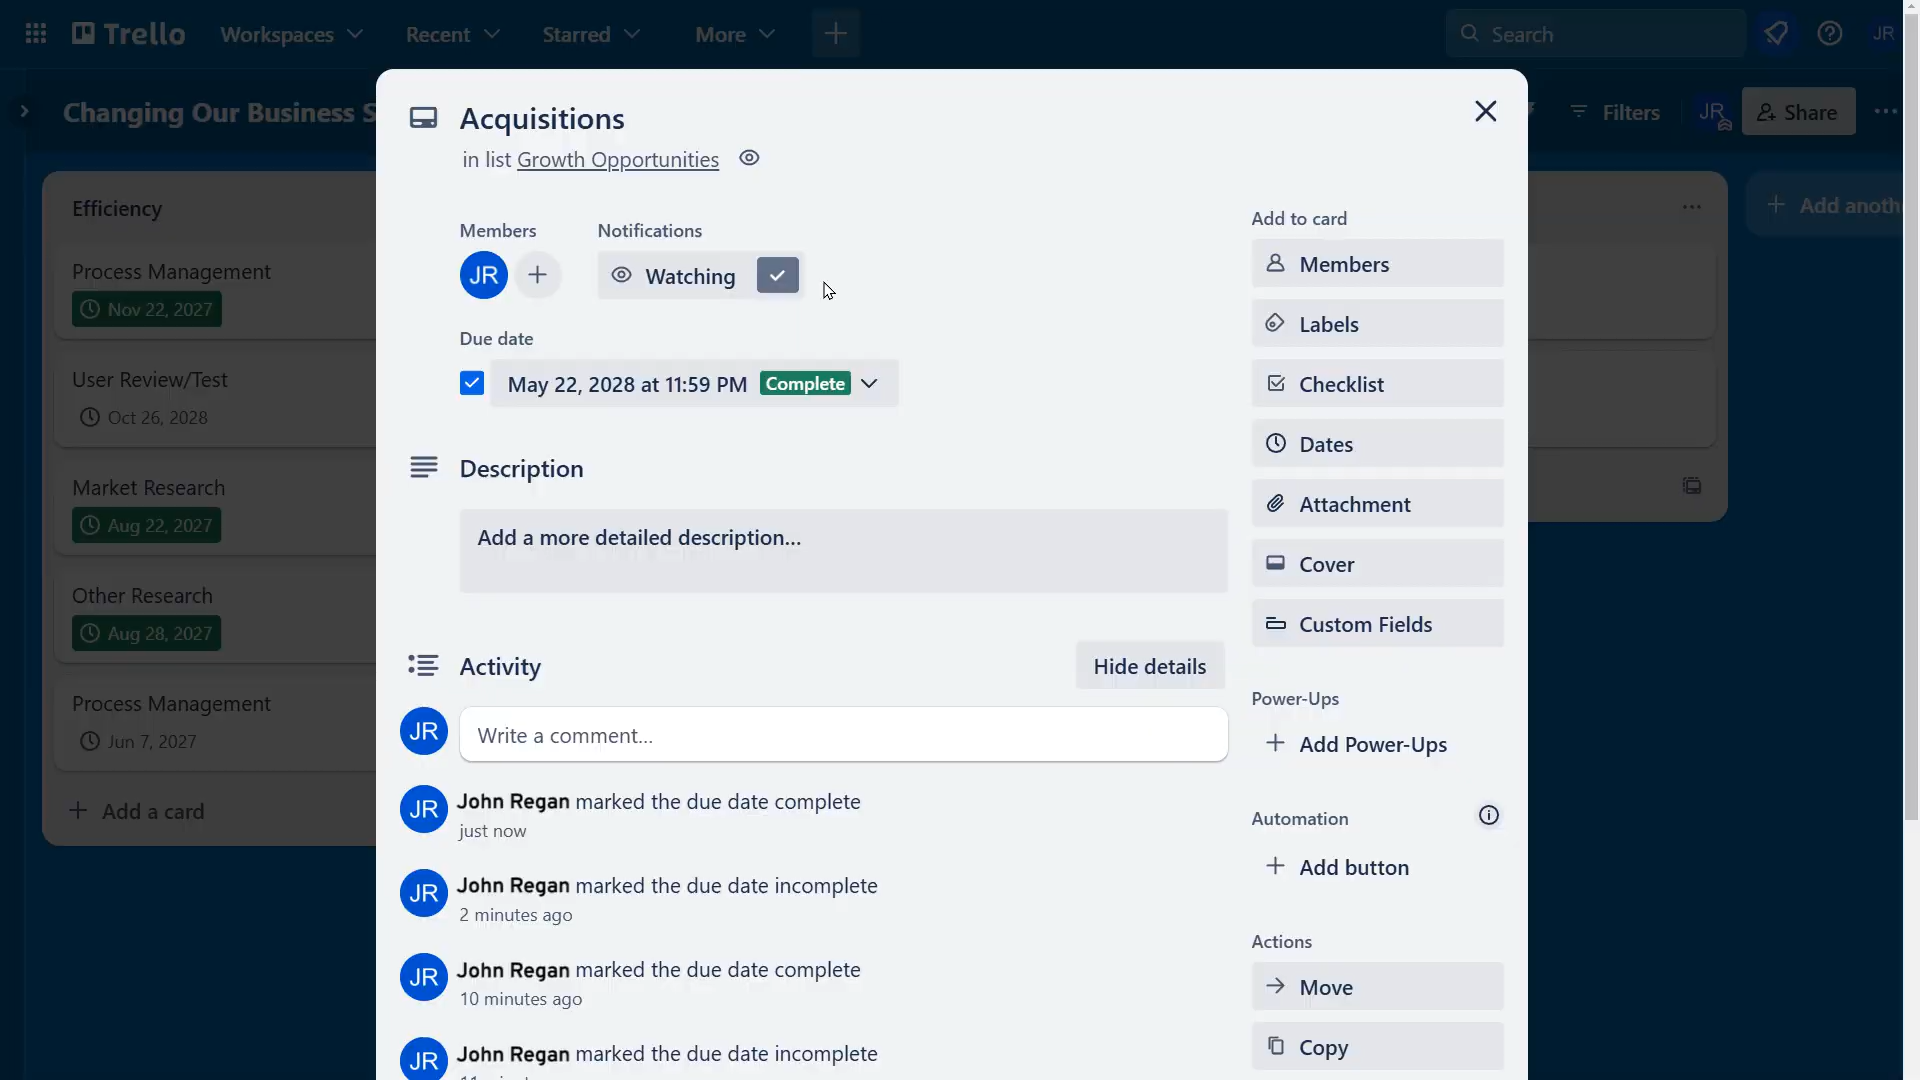 Trello
Workspaces
Recent
Starred
More
Search
JR
Changing Our Business S
Filters
JR
Share
Efficiency
Process Management
Nov 22, 2027
User Review/Test
Oct 26, 2028
Market Research
Aug 22, 2027
Other Research
Aug 28, 2027
Process Management
Jun 7, 2027
Add a card
Add anoth
Acquisitions
in list Growth Opportunities
Members
Notifications
JR
Watching
Due date
May 22, 2028 at 11:59 PM Complete
Description
Add a more detailed description...
Activity
Hide details
JR
Write a comment...
JR
John Regan marked the due date complete
just now
JR
John Regan marked the due date incomplete
2 minutes ago
JR
John Regan marked the due date complete
10 minutes ago
JR
John Regan marked the due date incomplete
Add to card
Members
Labels
Checklist
Dates
Attachment
Cover
Custom Fields
Power-Ups
Add Power-Ups
Automation
Add button
Actions
Move
Copy